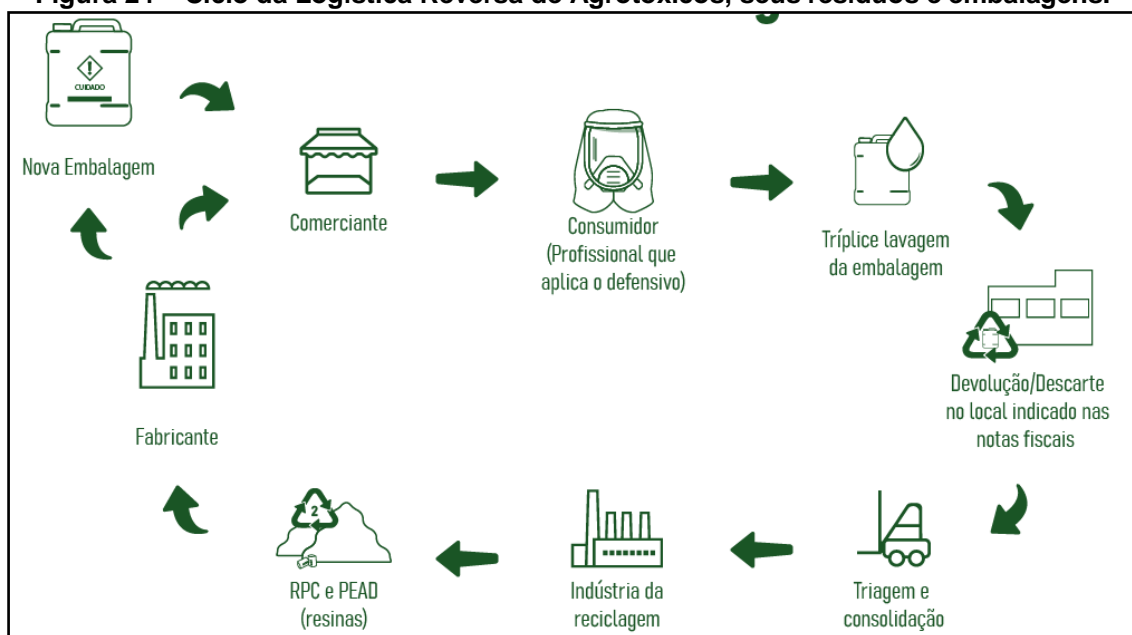 Figura 21 – Ciclo da Logística Reversa de Agrotóxicos, seus resíduos e embalagens.
CUIDADO
Nova Embalagem
Comerciante
Consumidor
(Profissional que
aplica o defensivo)
Tríplice lavagem
da embalagem
Devolução/Descarte
no local indicado nas
notas fiscais
Fabricante
2
RPC e PEAD
(resinas)
Indústria da
reciclagem
Triagem e
consolidação